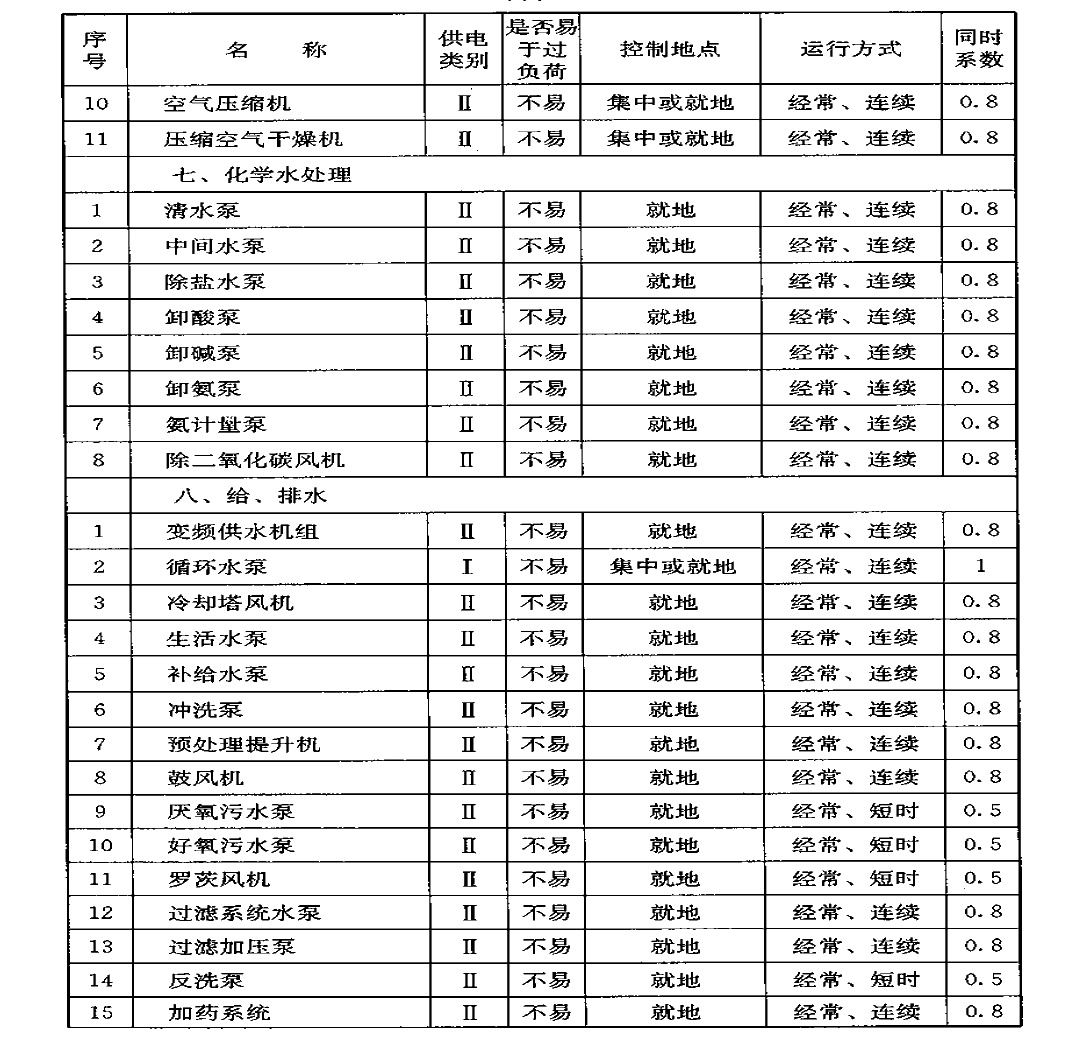 序号 名称 供电类别 是否易于过负荷 控制地点 运行方式 同时系数
10 空气压缩机 Ⅱ 不易 集中或就地 经常、连续 0.8
11 压缩空气干燥机 Ⅱ 不易 集中或就地 经常、连续 0.8
七、化学水处理
1 清水泵 Ⅱ 不易 就地 经常、连续 0.8
2 中间水泵 Ⅱ 不易 就地 经常、连续 0.8
3 除盐水泵 Ⅱ 不易 就地 经常、连续 0.8
4 卸酸泵 Ⅱ 不易 就地 经常、连续 0.8
5 卸碱泵 Ⅱ 不易 就地 经常、连续 0.8
6 卸氨泵 Ⅱ 不易 就地 经常、连续 0.8
7 氨计量泵 Ⅱ 不易 就地 经常、连续 0.8
8 除二氧化碳风机 Ⅱ 不易 就地 经常、连续 0.8
八、给、排水
1 变频供水机组 Ⅱ 不易 就地 经常、连续 0.8
2 循环水泵 Ⅰ 不易 集中或就地 经常、连续 1
3 冷却塔风机 Ⅱ 不易 就地 经常、连续 0.8
4 生活水泵 Ⅱ 不易 就地 经常、连续 0.8
5 补给水泵 Ⅱ 不易 就地 经常、连续 0.8
6 冲洗泵 Ⅱ 不易 就地 经常、连续 0.8
7 预处理提升机 Ⅱ 不易 就地 经常、连续 0.8
8 鼓风机 Ⅱ 不易 就地 经常、连续 0.8
9 厌氧污水泵 Ⅱ 不易 就地 经常、短时 0.5
10 好氧污水泵 Ⅱ 不易 就地 经常、短时 0.5
11 罗茨风机 Ⅱ 不易 就地 经常、短时 0.5
12 过滤系统水泵 Ⅱ 不易 就地 经常、连续 0.8
13 过滤加压泵 Ⅱ 不易 就地 经常、连续 0.8
14 反洗泵 Ⅱ 不易 就地 经常、短时 0.5
15 加药系统 Ⅱ 不易 就地 经常、连续 0.8